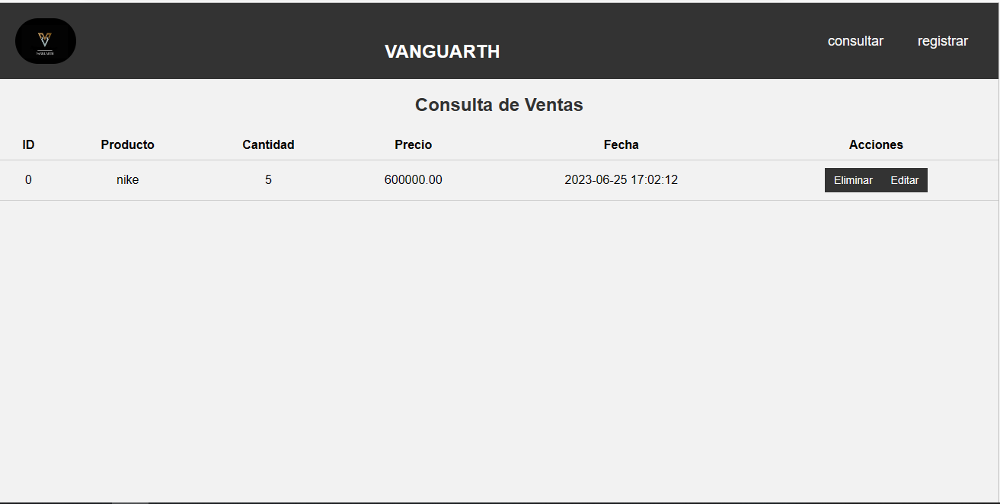 VANGUARTH
consultar registrar
Consulta de Ventas
ID Producto Cantidad Precio Fecha Acciones
0 nike 5 600000.00 2023-06-25 17:02:12 Eliminar Editar